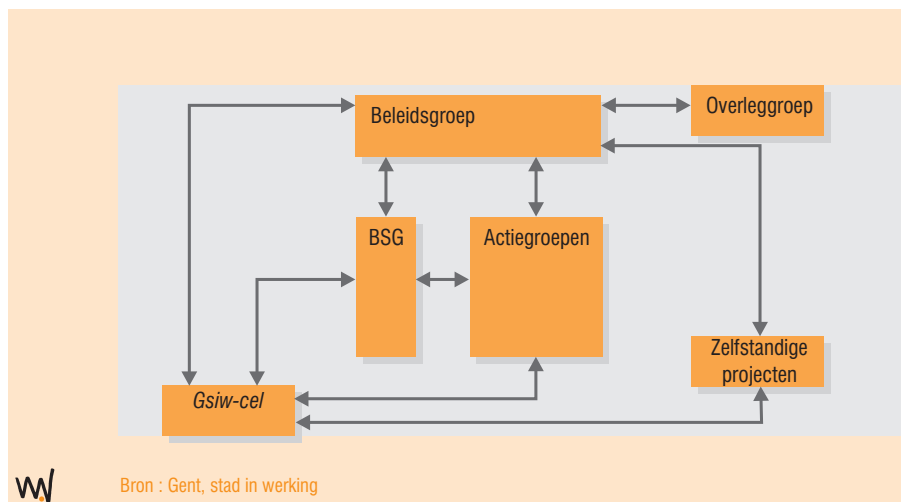 Beleidsgroep
Overleggroep
BSG
Actiegroepen
Zelfstandige
projecten
Gsiw-cel
Bron : Gent, stad in werking